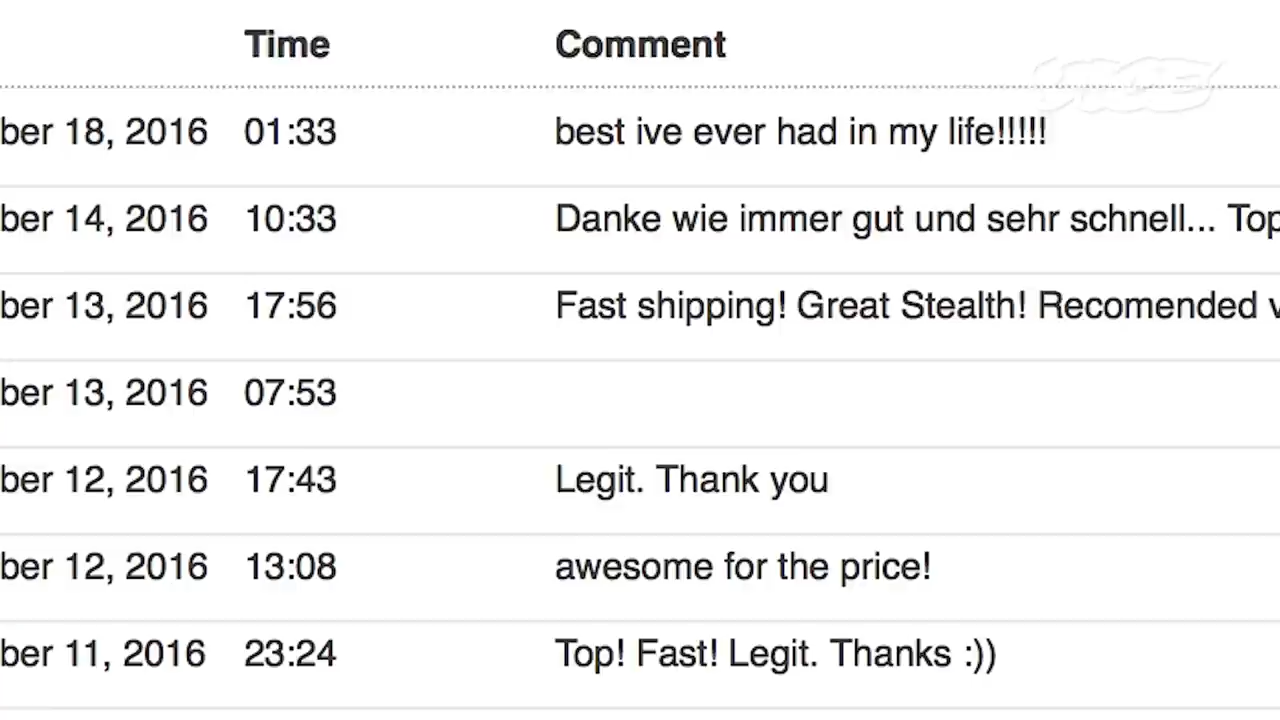 Time Comment
VICE
ber 18, 2016 01:33 best ive ever had in my life!!!!!
ber 14, 2016 10:33 Danke wie immer gut und sehr schnell... Top
ber 13, 2016 17:56 Fast shipping! Great Stealth! Recomended v
ber 13, 2016 07:53
ber 12, 2016 17:43 Legit. Thank you
ber 12, 2016 13:08 awesome for the price!
ber 11, 2016 23:24 Top! Fast! Legit. Thanks :))